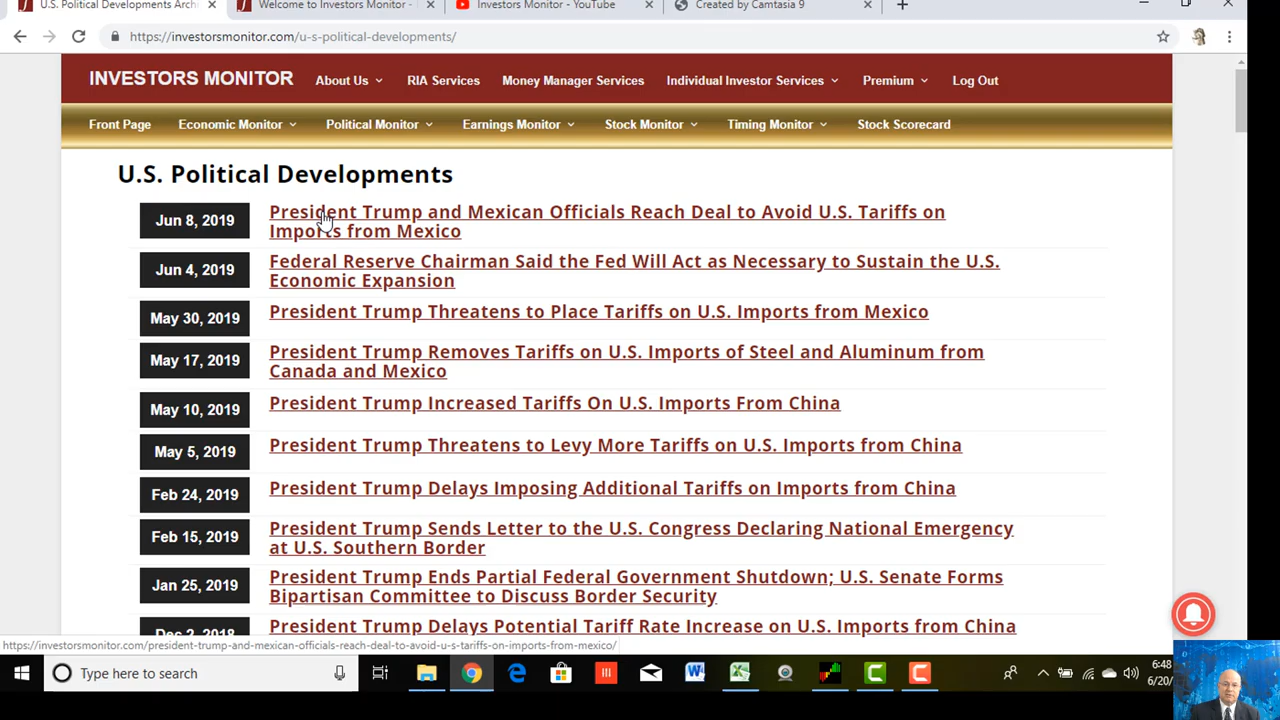 U.S. Political Developments Archi
Welcome to Investors Monitor -
Investors Monitor - YouTube
Created by Camtasia 9
https://investorsmonitor.com/u-s-political-developments/
INVESTORS MONITOR
About Us
RIA Services
Money Manager Services
Individual Investor Services
Premium
Log Out
Front Page
Economic Monitor
Political Monitor
Earnings Monitor
Stock Monitor
Timing Monitor
Stock Scorecard
U.S. Political Developments
Jun 8, 2019
President Trump and Mexican Officials Reach Deal to Avoid U.S. Tariffs on
Imports from Mexico
Jun 4, 2019
Federal Reserve Chairman Said the Fed Will Act as Necessary to Sustain the U.S.
Economic Expansion
May 30, 2019
President Trump Threatens to Place Tariffs on U.S. Imports from Mexico
May 17, 2019
President Trump Removes Tariffs on U.S. Imports of Steel and Aluminum from
Canada and Mexico
May 10, 2019
President Trump Increased Tariffs On U.S. Imports From China
May 5, 2019
President Trump Threatens to Levy More Tariffs on U.S. Imports from China
Feb 24, 2019
President Trump Delays Imposing Additional Tariffs on Imports from China
Feb 15, 2019
President Trump Sends Letter to the U.S. Congress Declaring National Emergency
at U.S. Southern Border
Jan 25, 2019
President Trump Ends Partial Federal Government Shutdown; U.S. Senate Forms
Bipartisan Committee to Discuss Border Security
Dec 2, 2018
President Trump Delays Potential Tariff Rate Increase on U.S. Imports from China
https://investorsmonitor.com/president-trump-and-mexican-officials-reach-deal-to-avoid-u-s-tariffs-on-imports-from-mexico/
Type here to search
6:48
6/20/